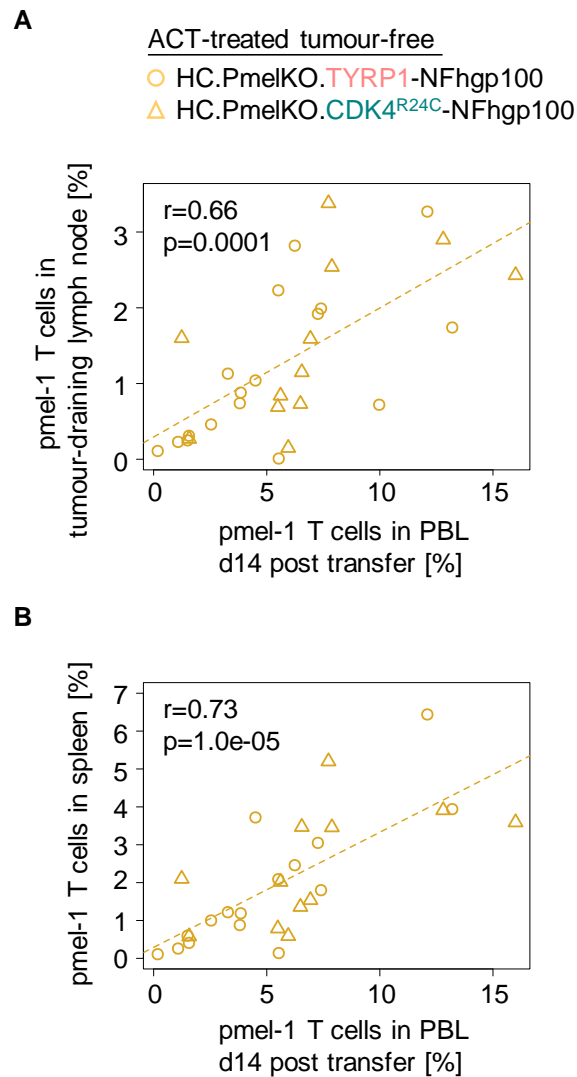 A
ACT-treated tumour-free
HC.PmelKO.TYRP1-NFhgp100
HC.PmelKO.CDK4R24C-NFhgp100
pmel-1 T cells in
tumour-draining lymph node [%]
r=0.66
p=0.0001
3
2
1
0
0 5 10 15
pmel-1 T cells in PBL
d14 post transfer [%]
B
pmel-1 T cells in spleen [%]
r=0.73
p=1.0e-05
7
6
5
4
3
2
1
0
0 5 10 15
pmel-1 T cells in PBL
d14 post transfer [%]